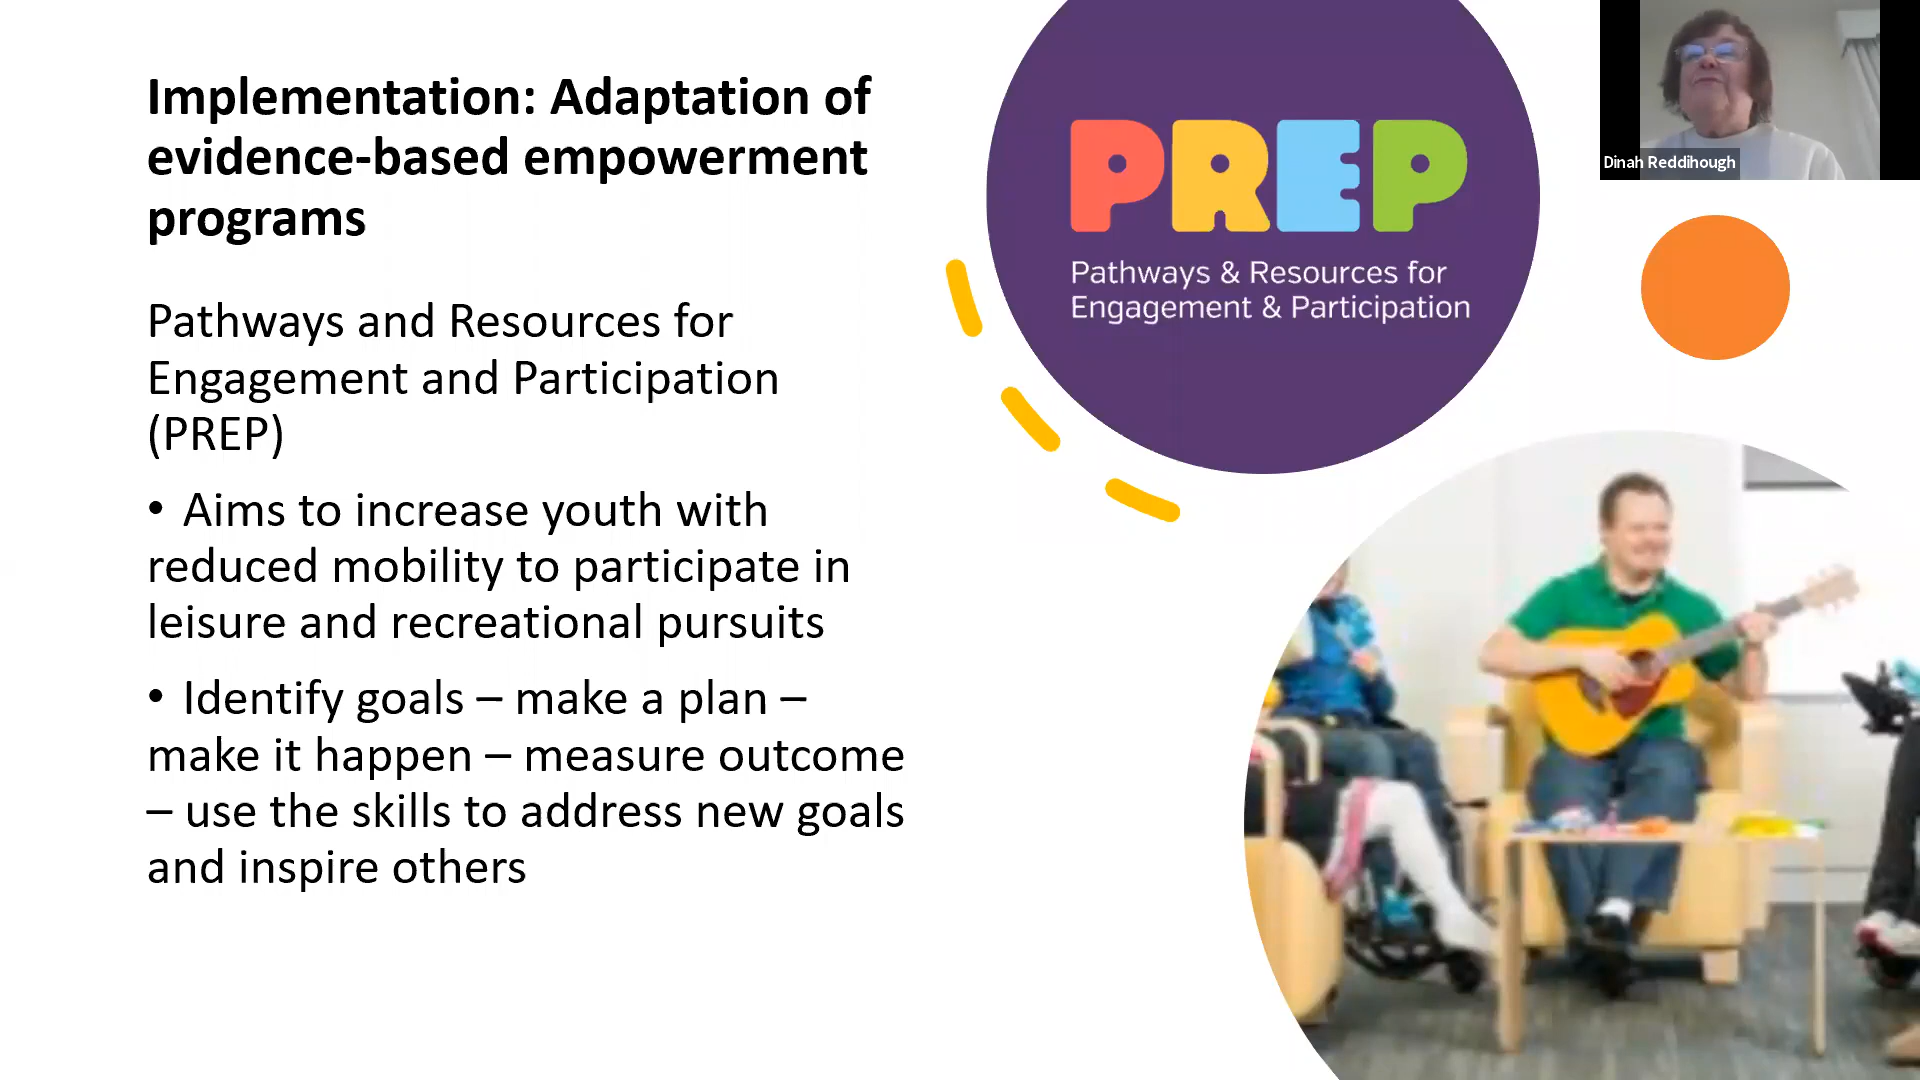 Implementation: Adaptation of
evidence-based empowerment
programs
Pathways and Resources for
Engagement and Participation
(PREP)
• Aims to increase youth with
reduced mobility to participate in
leisure and recreational pursuits
• Identify goals – make a plan –
make it happen – measure outcome
– use the skills to address new goals
and inspire others
PREP
Pathways & Resources for
Engagement & Participation
Dinah Reddihough